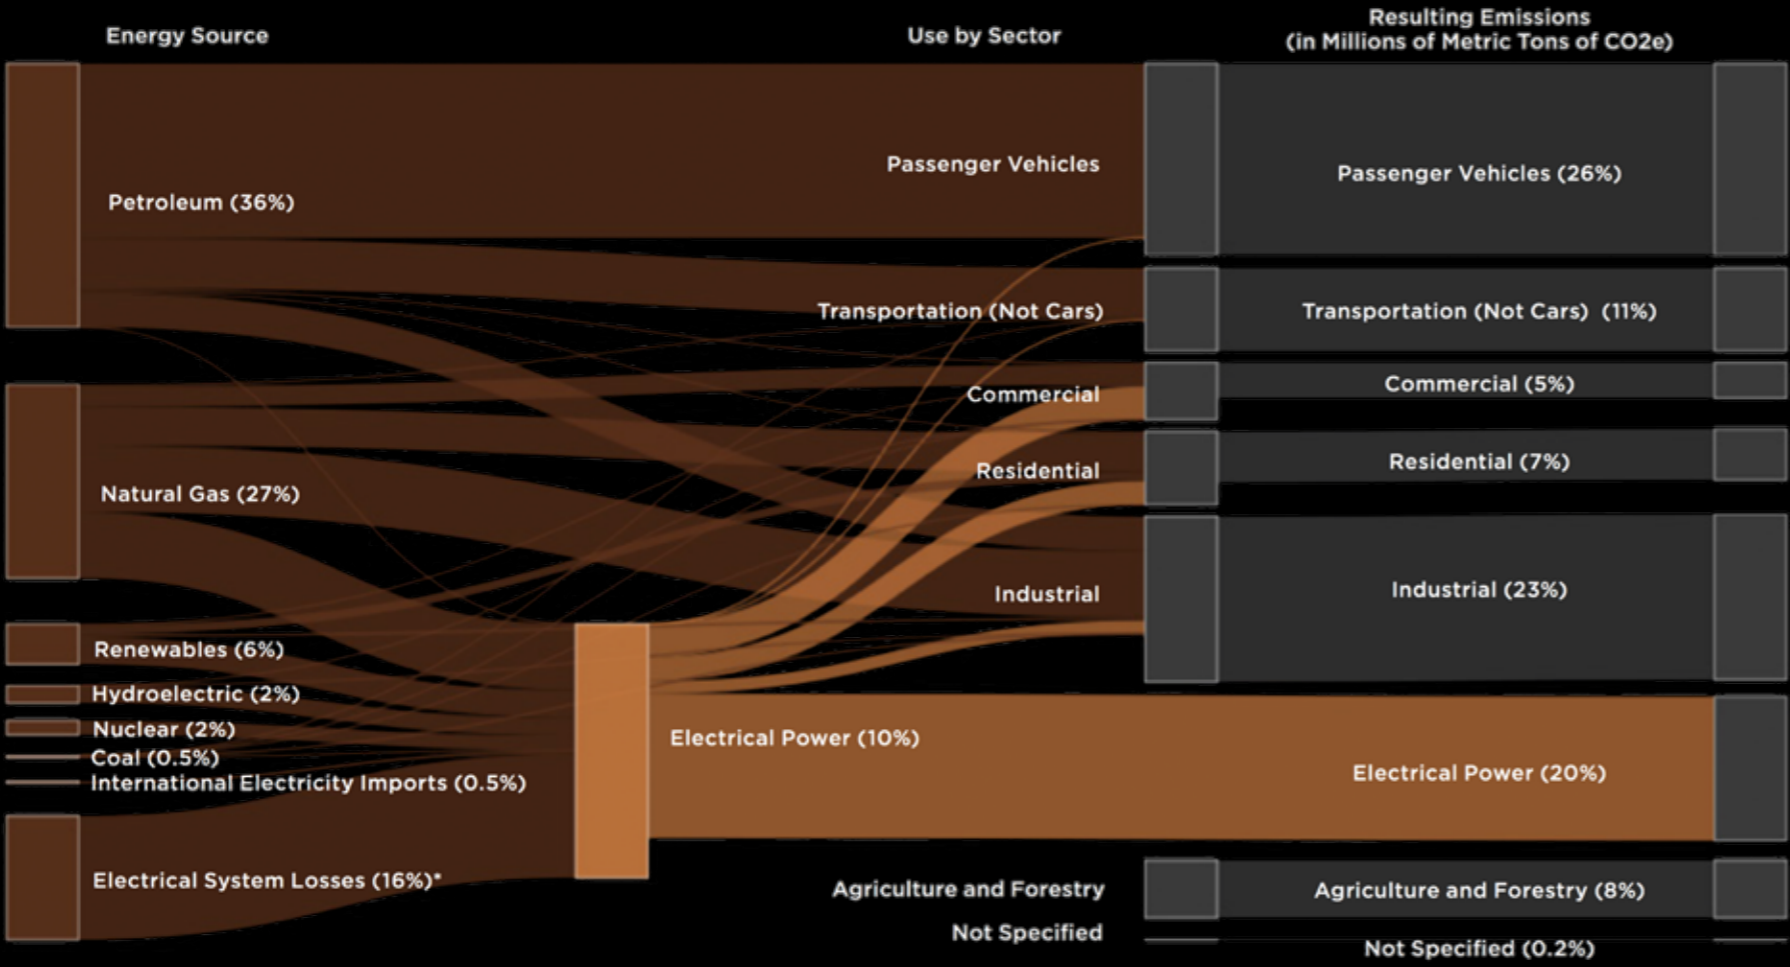 Energy Source
Use by Sector
Resulting Emissions
(in Millions of Metric Tons of CO2e)
Passenger Vehicles
Passenger Vehicles (26%)
Petroleum (36%)
Transportation (Not Cars)
Transportation (Not Cars) (11%)
Commercial
Commercial (5%)
Residential
Residential (7%)
Natural Gas (27%)
Industrial
Industrial (23%)
Renewables (6%)
Hydroelectric (2%)
Nuclear (2%)
Coal (0.5%)
International Electricity Imports (0.5%)
Electrical Power (10%)
Electrical Power (20%)
Electrical System Losses (16%)*
Agriculture and Forestry
Agriculture and Forestry (8%)
Not Specified
Not Specified (0.2%)